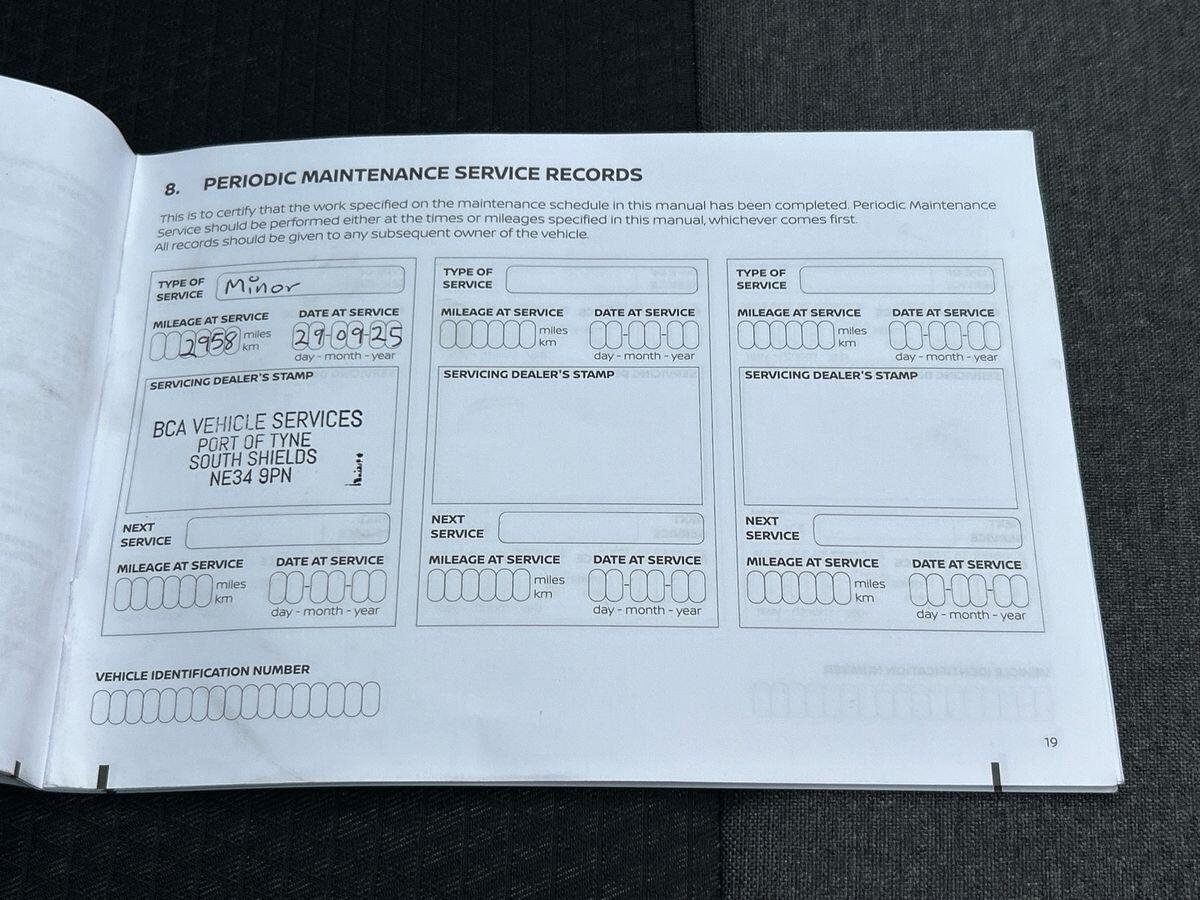 8. PERIODIC MAINTENANCE SERVICE RECORDS
This is to certify that the work specified on the maintenance schedule in this manual has been completed. Periodic Maintenance
Service should be performed either at the times or mileages specified in this manual, whichever comes first.
All records should be given to any subsequent owner of the vehicle.
TYPE OF
SERVICE
Minor
MILEAGE AT SERVICE
2958
miles
km
DATE AT SERVICE
29-09-25
day - month - year
SERVICING DEALER'S STAMP
BCA VEHICLE SERVICES
PORT OF TYNE
SOUTH SHIELDS
NE34 9PN
NEXT
SERVICE
MILEAGE AT SERVICE
miles
km
DATE AT SERVICE
day - month - year
TYPE OF
SERVICE
MILEAGE AT SERVICE
miles
km
DATE AT SERVICE
day - month - year
SERVICING DEALER'S STAMP
NEXT
SERVICE
MILEAGE AT SERVICE
miles
km
DATE AT SERVICE
day - month - year
TYPE OF
SERVICE
MILEAGE AT SERVICE
miles
km
DATE AT SERVICE
day - month - year
SERVICING DEALER'S STAMP
NEXT
SERVICE
MILEAGE AT SERVICE
miles
km
DATE AT SERVICE
day - month - year
VEHICLE IDENTIFICATION NUMBER
19